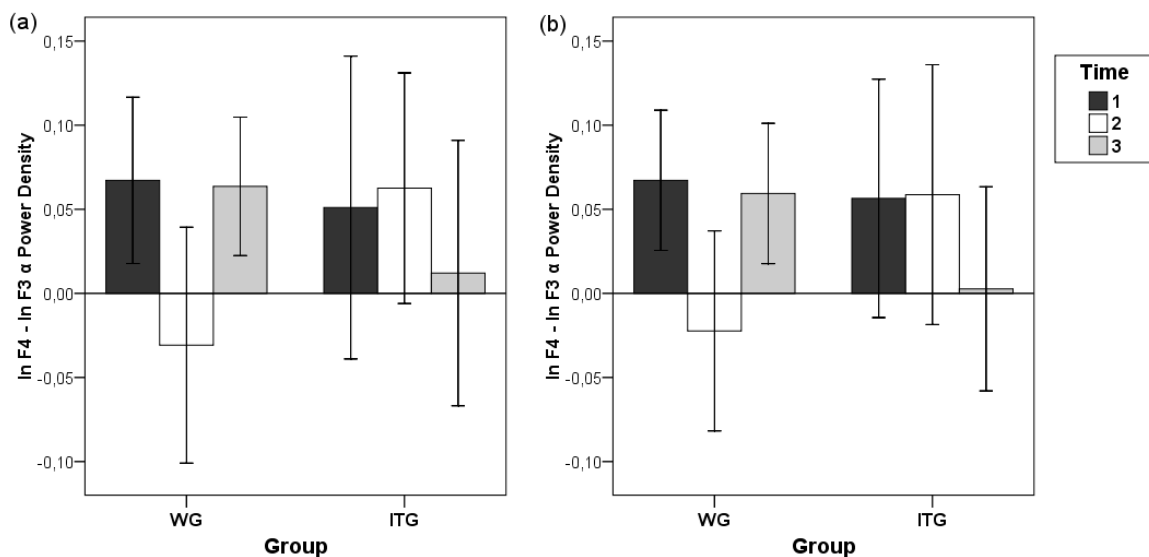 (a)
ln F4 - ln F3 α Power Density
0,15
0,10
0,05
0,00
-0,05
-0,10
WG ITG
Group
(b)
ln F4 - ln F3 α Power Density
0,15
0,10
0,05
0,00
-0,05
-0,10
WG ITG
Group
Time
1
2
3